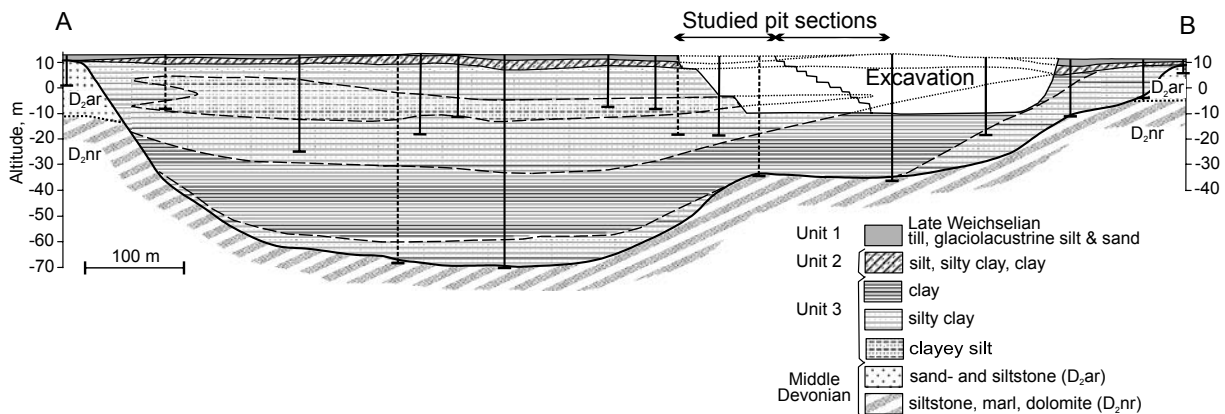 A
Studied pit sections
B
Excavation
Altitude, m
10
0
-10
-20
-30
-40
-50
-60
-70
D₂ar
D₂nr
10
0
-10
-20
-30
-40
D₂ar
D₂nr
100 m
Unit 1
Late Weichselian
till, glaciolacustrine silt & sand
Unit 2
silt, silty clay, clay
Unit 3
clay
silty clay
clayey silt
Middle
Devonian
sand- and siltstone (D₂ar)
siltstone, marl, dolomite (D₂nr)